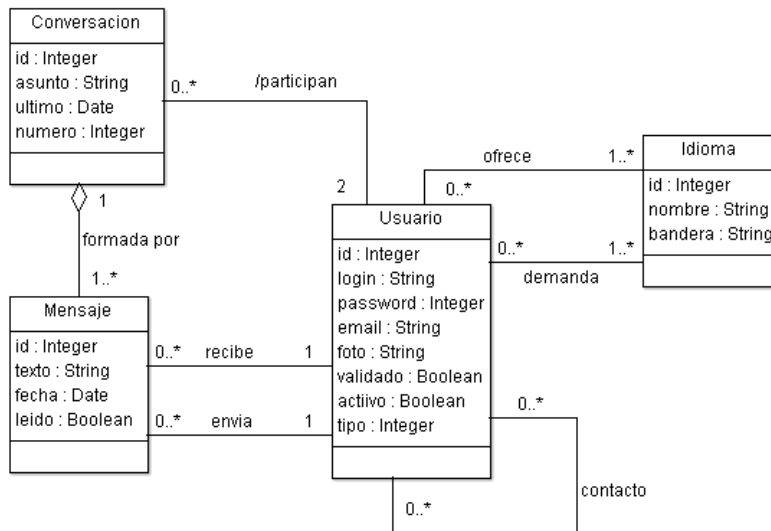 Conversacion
id : Integer
asunto : String
ultimo : Date
numero : Integer
0..*
/participan
2
1
formada por
1..*
Mensaje
id : Integer
texto : String
fecha : Date
leido : Boolean
0..*
recibe
1
0..*
envia
1
Usuario
id : Integer
login : String
password : Integer
email : String
foto : String
validado : Boolean
actiivo : Boolean
tipo : Integer
ofrece
1..*
0..*
0..*
1..*
demanda
Idioma
id : Integer
nombre : String
bandera : String
0..*
contacto
0..*